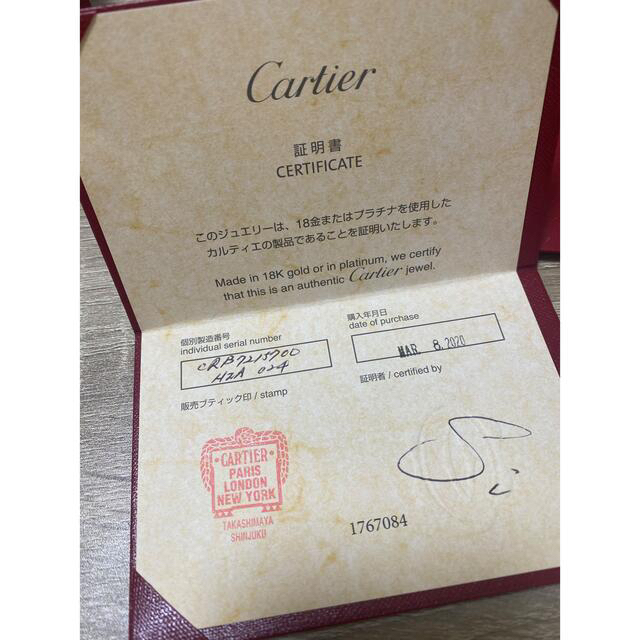 Cartier
証明書
CERTIFICATE
このジュエリーは、18金またはプラチナを使用した
カルティエの製品であることを証明いたします。
Made in 18K gold or in platinum, we certify
that this is an authentic Cartier jewel.
個別製造番号
individual serial number
CRB7215700
HZA 024
購入年月日
date of purchase
MAR 8. 2020
販売ブティック印 / stamp
証明者 / certified by
CARTIER
PARIS
LONDON
NEW YORK
TAKASHIMAYA
SHINJUKU
1767084